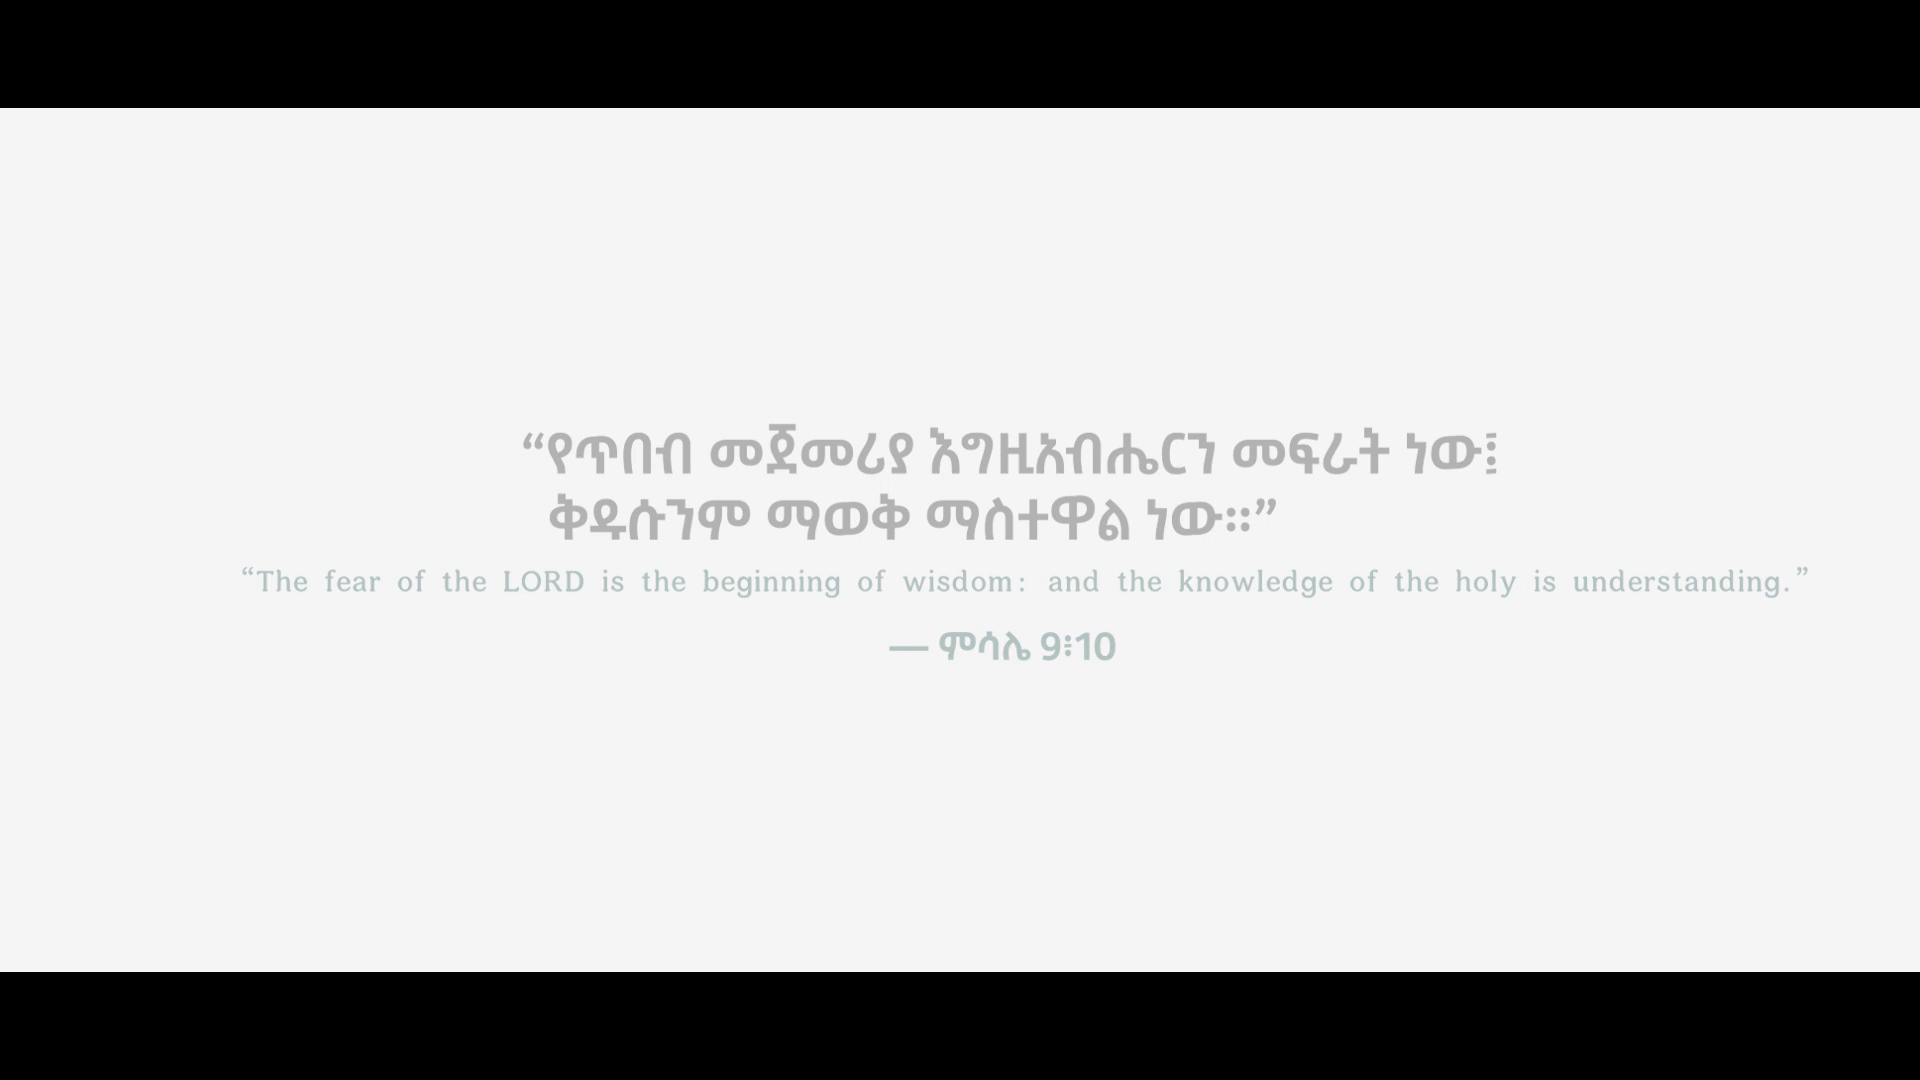 “የጥበብ መጀመሪያ እግዚአብሔርን መፍራት ነው፤
ቅዱሱንም ማወቅ ማስተዋል ነው።”
“The fear of the LORD is the beginning of wisdom: and the knowledge of the holy is understanding.”
— ምሳሌ 9፡10